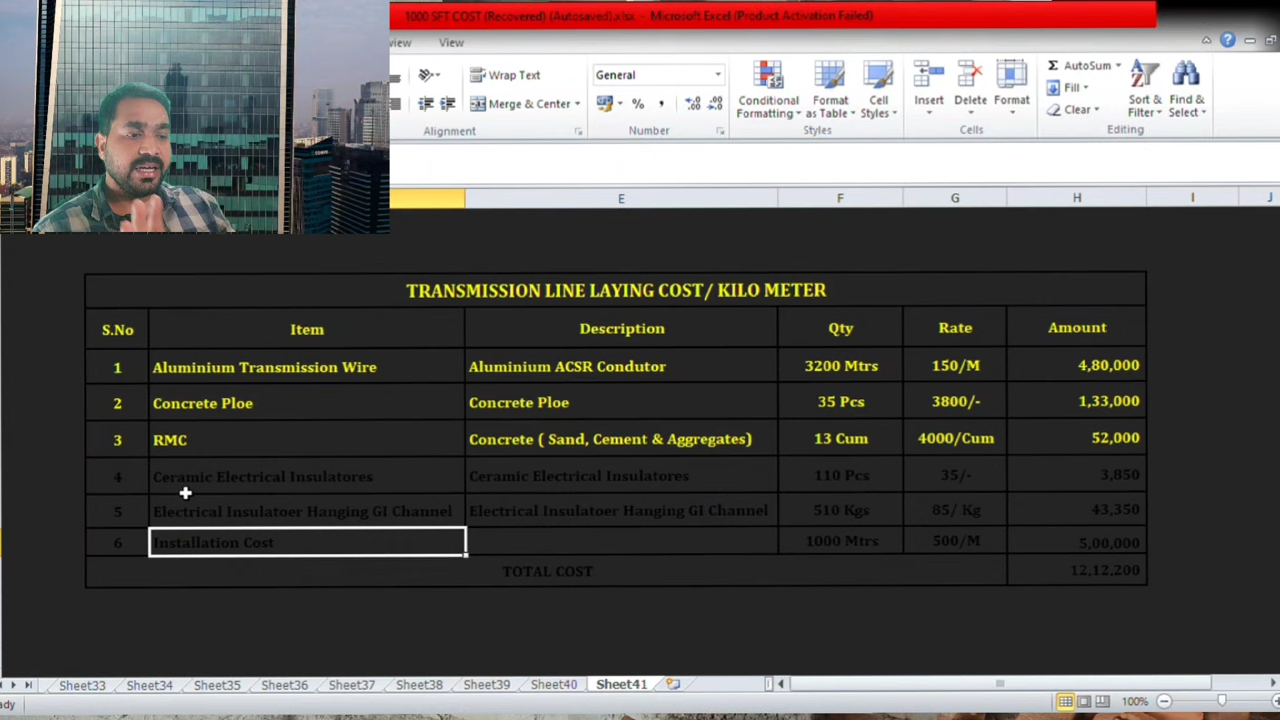 1000 SFT COST (Recovered) (Autosaved).xlsx - Microsoft Excel (Product Activation Failed)
view View
Wrap Text General AutoSum
Fill
Merge & Center % , Conditional Formatting Format as Table Cell Styles Insert Delete Format Clear Sort & Filter Find & Select
Alignment Number Styles Cells Editing
E F G H I J
TRANSMISSION LINE LAYING COST/ KILO METER
S.No Item Description Qty Rate Amount
1 Aluminium Transmission Wire Aluminium ACSR Condutor 3200 Mtrs 150/M 4,80,000
2 Concrete Ploe Concrete Ploe 35 Pcs 3800/- 1,33,000
3 RMC Concrete ( Sand, Cement & Aggregates) 13 Cum 4000/Cum 52,000
4 Ceramic Electrical Insulatores Ceramic Electrical Insulatores 110 Pcs 35/- 3,850
5 Electrical Insulatoer Hanging GI Channel Electrical Insulatoer Hanging GI Channel 510 Kgs 85/ Kg 43,350
6 Installation Cost 1000 Mtrs 500/M 5,00,000
TOTAL COST 12,12,200
Sheet33 Sheet34 Sheet35 Sheet36 Sheet37 Sheet38 Sheet39 Sheet40 Sheet41
ady 100%